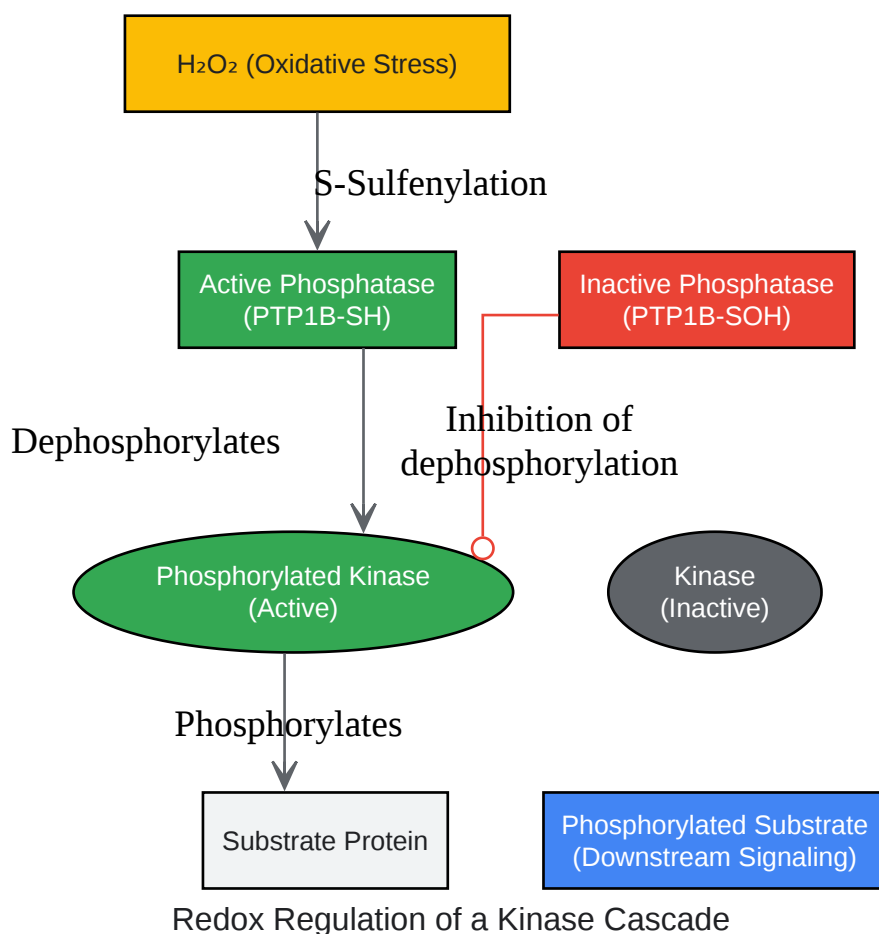 H₂O₂ (Oxidative Stress)
S-Sulfenylation
Active Phosphatase
(PTP1B-SH)
Inactive Phosphatase
(PTP1B-SOH)
Dephosphorylates
Inhibition of
dephosphorylation
Phosphorylated Kinase
(Active)
Kinase
(Inactive)
Phosphorylates
Substrate Protein
Phosphorylated Substrate
(Downstream Signaling)
Redox Regulation of a Kinase Cascade